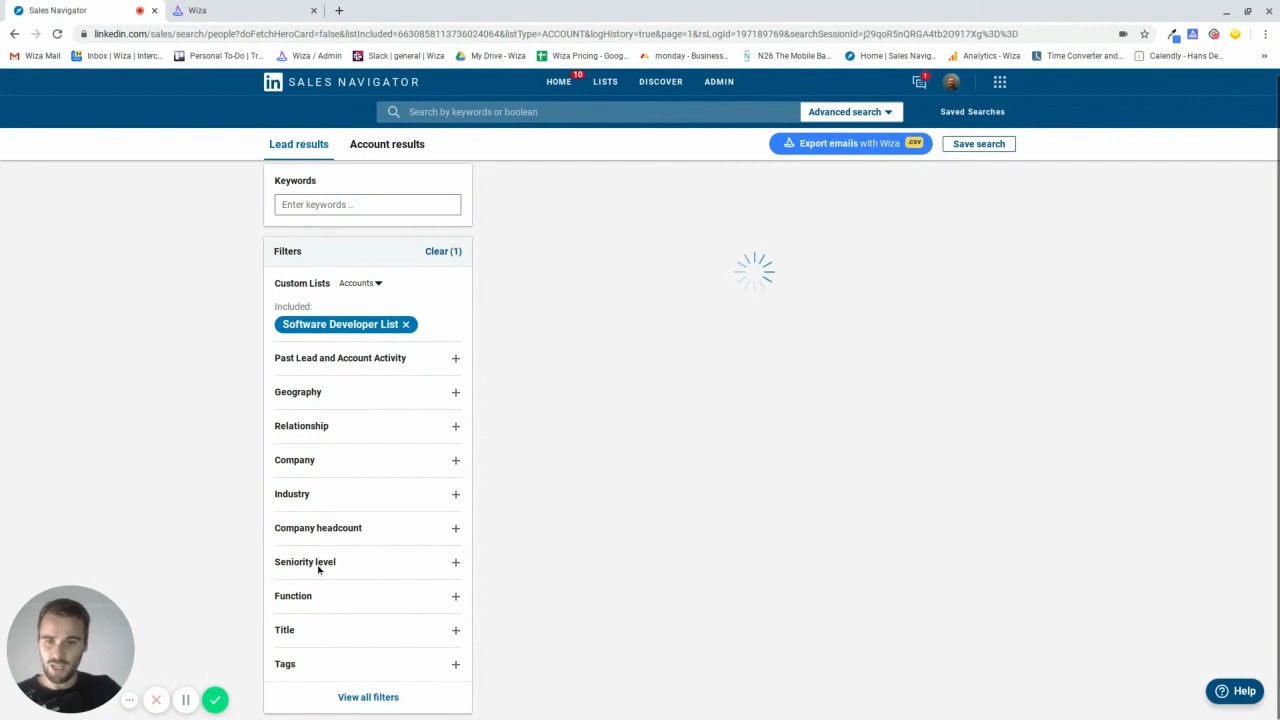 Sales Navigator
Wiza
linkedin.com/sales/search/people?doFetchHeroCard=false&listIncluded=6630858113736024064&listType=ACCOUNT&logHistory=true&page=1&rsLogId=197189769&searchSessionId=j29qoR5nQRGA4tb2O917Xg%3D%3D
Wiza Mail
Inbox | Wiza | Interc...
Personal To-Do | Tr...
Wiza / Admin
Slack | general | Wiza
My Drive - Wiza
Wiza Pricing - Goog...
monday - Business...
N26 The Mobile Ba...
Home | Sales Navig...
Analytics - Wiza
Time Converter and...
Calendly - Hans De...
»
in SALES NAVIGATOR
HOME 10 LISTS DISCOVER ADMIN
1
Search by keywords or boolean
Advanced search
Saved Searches
Lead results
Account results
Export emails with Wiza .CSV
Save search
Keywords
Enter keywords ...
Filters
Clear (1)
Custom Lists Accounts
Included:
Software Developer List ×
Past Lead and Account Activity +
Geography +
Relationship +
Company +
Industry +
Company headcount +
Seniority level +
Function +
Title +
Tags +
View all filters
Help